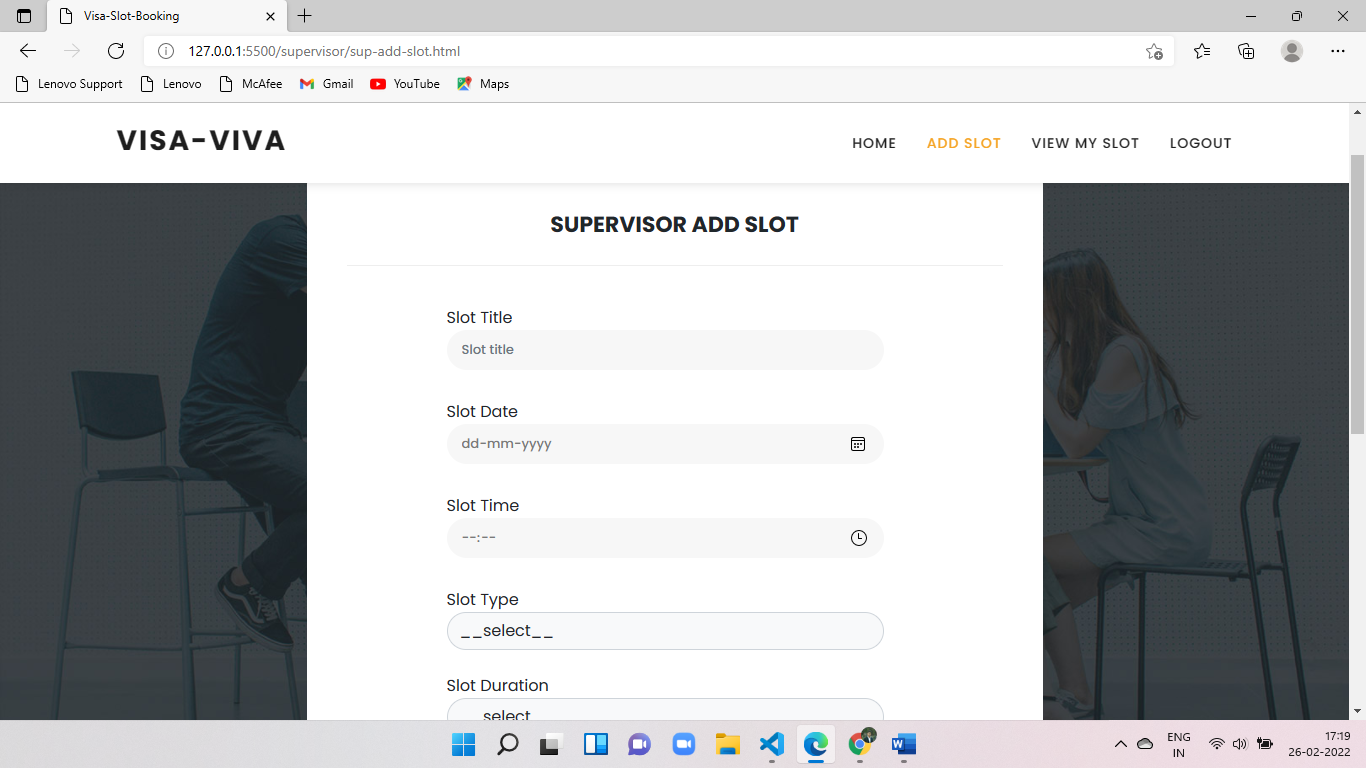 Visa-Slot-Booking
127.0.0.1:5500/supervisor/sup-add-slot.html
Lenovo Support Lenovo McAfee Gmail YouTube Maps
VISA-VIVA HOME ADD SLOT VIEW MY SLOT LOGOUT
SUPERVISOR ADD SLOT
Slot Title
Slot title
Slot Date
dd-mm-yyyy
Slot Time
--:--
Slot Type
__select__
Slot Duration
__select__
ENG 17:19
IN 26-02-2022